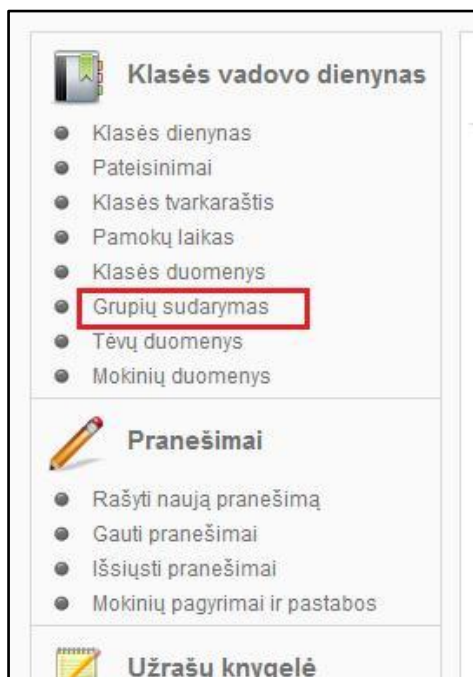 Klasės vadovo dienynas
Klasės dienynas
Pateisinimai
Klasės tvarkaraštis
Pamokų laikas
Klasės duomenys
Grupių sudarymas
Tėvų duomenys
Mokinių duomenys
Pranešimai
Rašyti naują pranešimą
Gauti pranešimai
Išsiųsti pranešimai
Mokinių pagyrimai ir pastabos
Užrašų knygelė